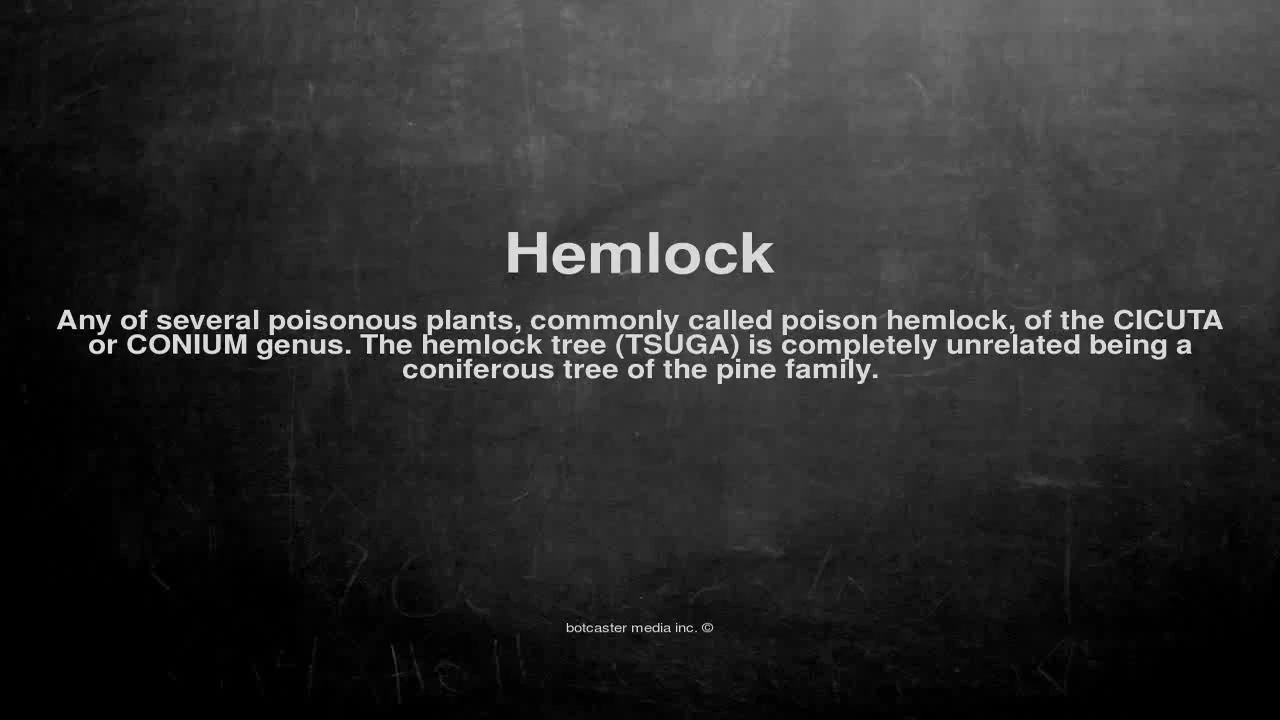 Hemlock
Any of several poisonous plants, commonly called poison hemlock, of the CICUTA
or CONIUM genus. The hemlock tree (TSUGA) is completely unrelated being a
coniferous tree of the pine family.
botcaster media inc. ©